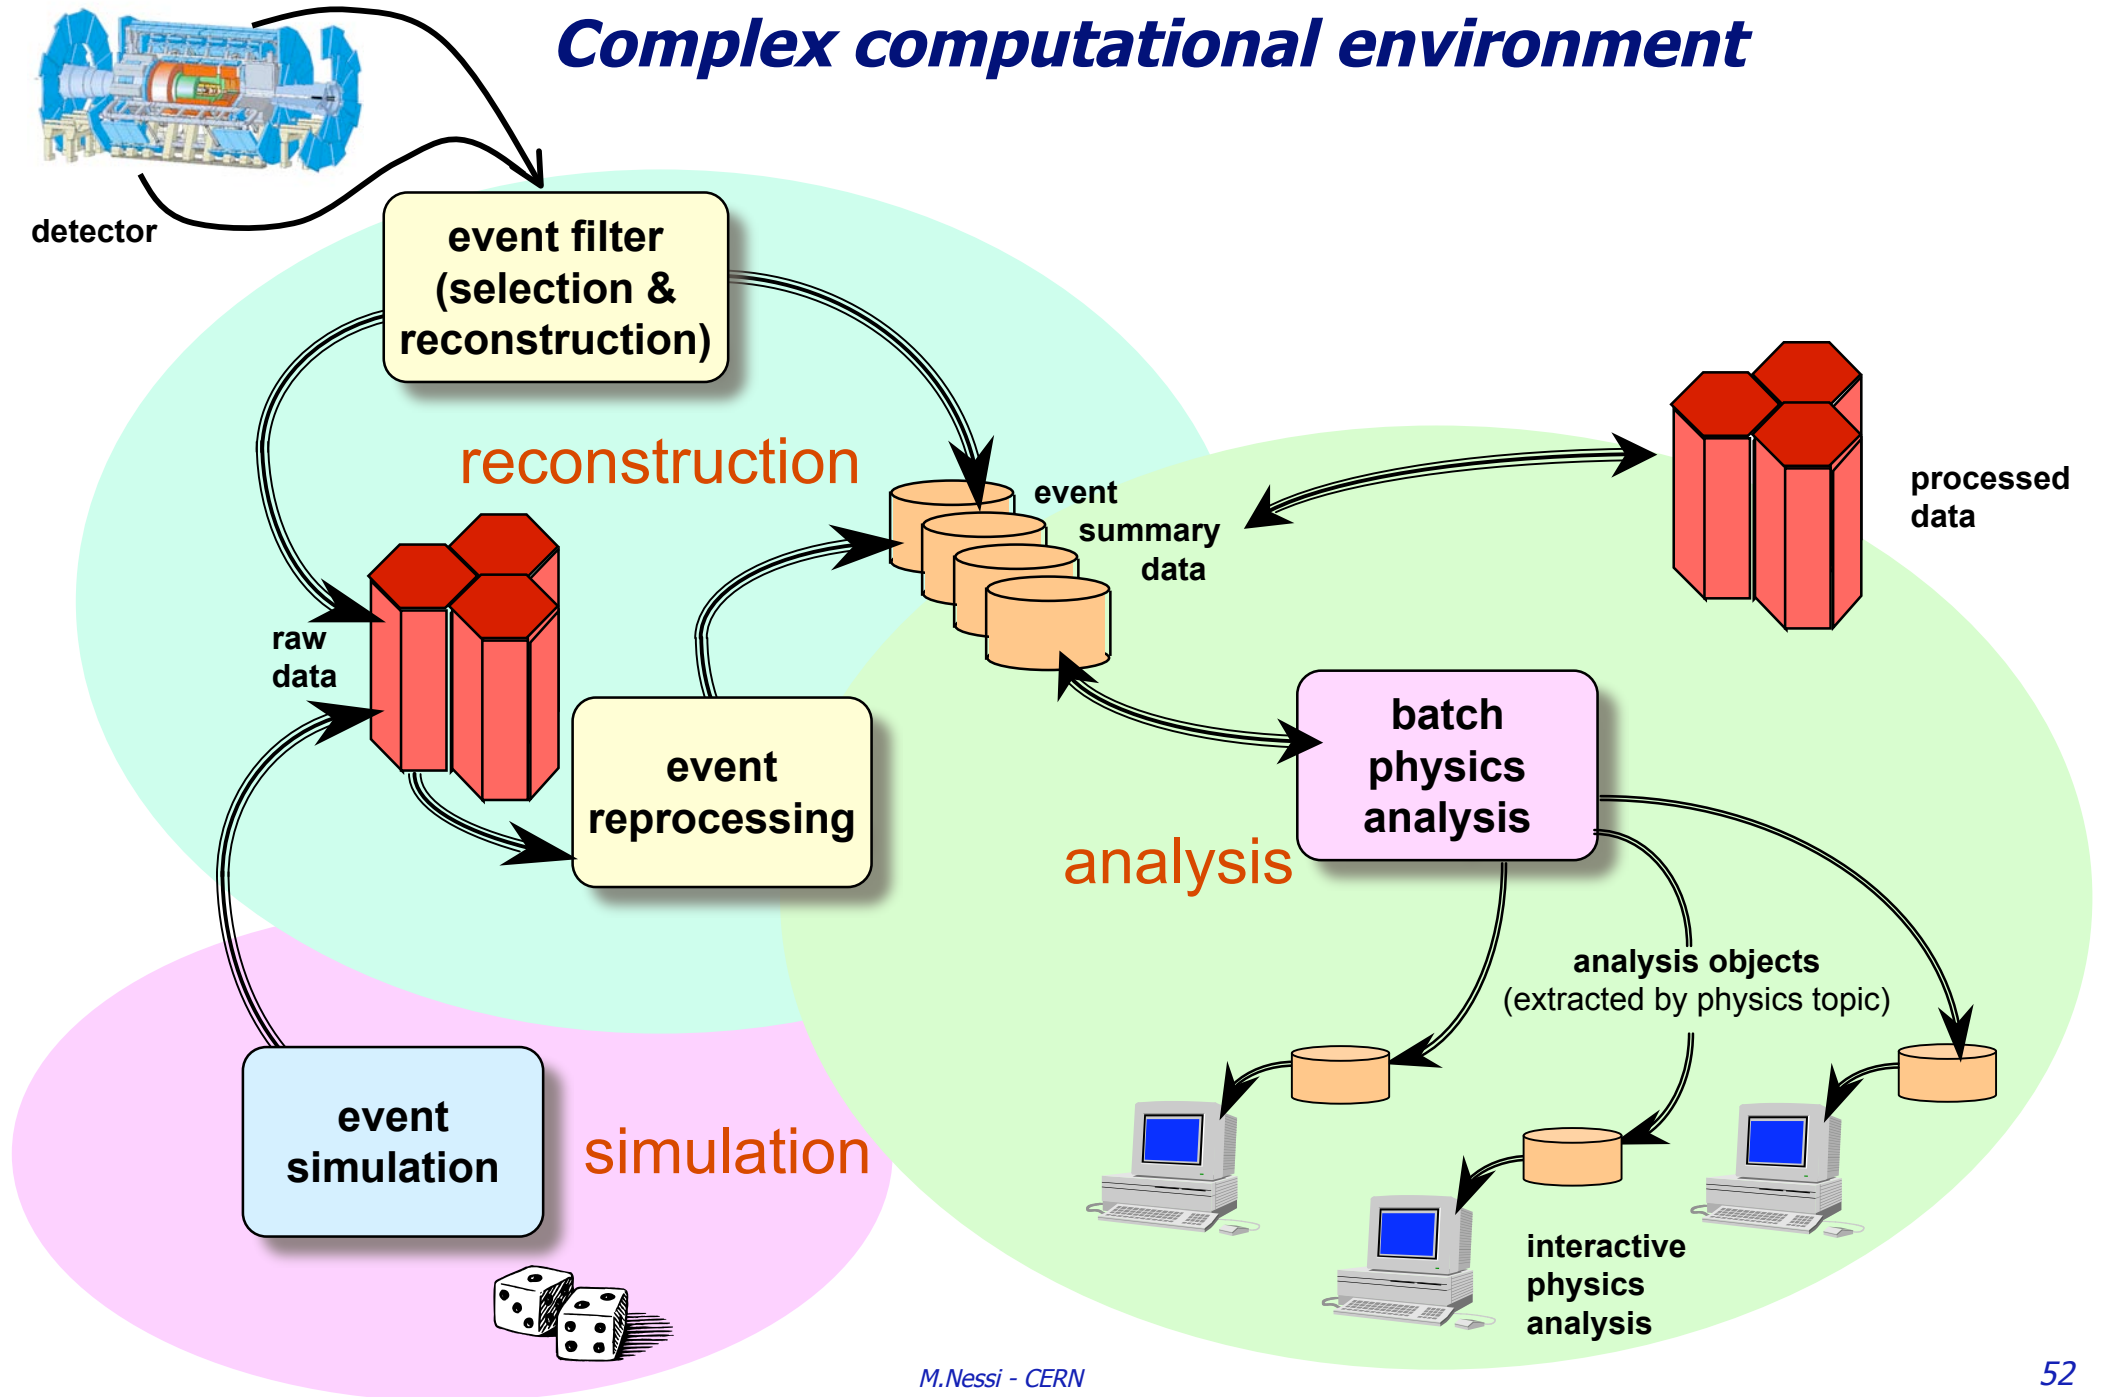 Complex computational environment
detector
event filter
(selection &
reconstruction)
reconstruction
event
summary
data
processed
data
raw
data
event
reprocessing
batch
physics
analysis
analysis
analysis objects
(extracted by physics topic)
event
simulation
simulation
interactive
physics
analysis
M.Nessi - CERN
52